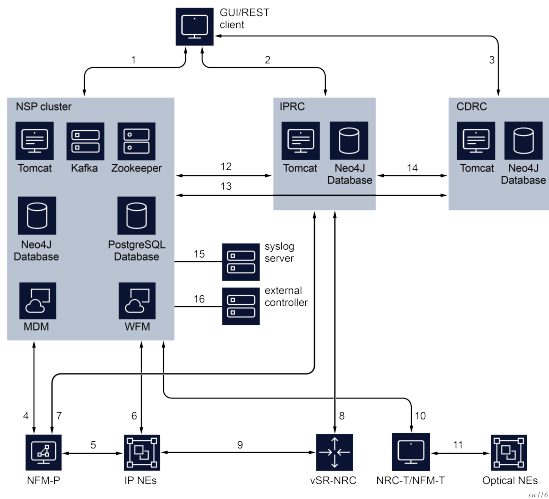 GUI/REST
client
1
2
3
NSP cluster
IPRC
CDRC
Tomcat
Kafka
Zookeeper
Tomcat
Neo4J
Database
Tomcat
Neo4J
Database
12
13
14
Neo4J
Database
PostgreSQL
Database
15
syslog
server
16
external
controller
MDM
WFM
4
7
6
8
10
5
9
11
NFM-P
IP NEs
vSR-NRC
NRC-T/NFM-T
Optical NEs
sw116